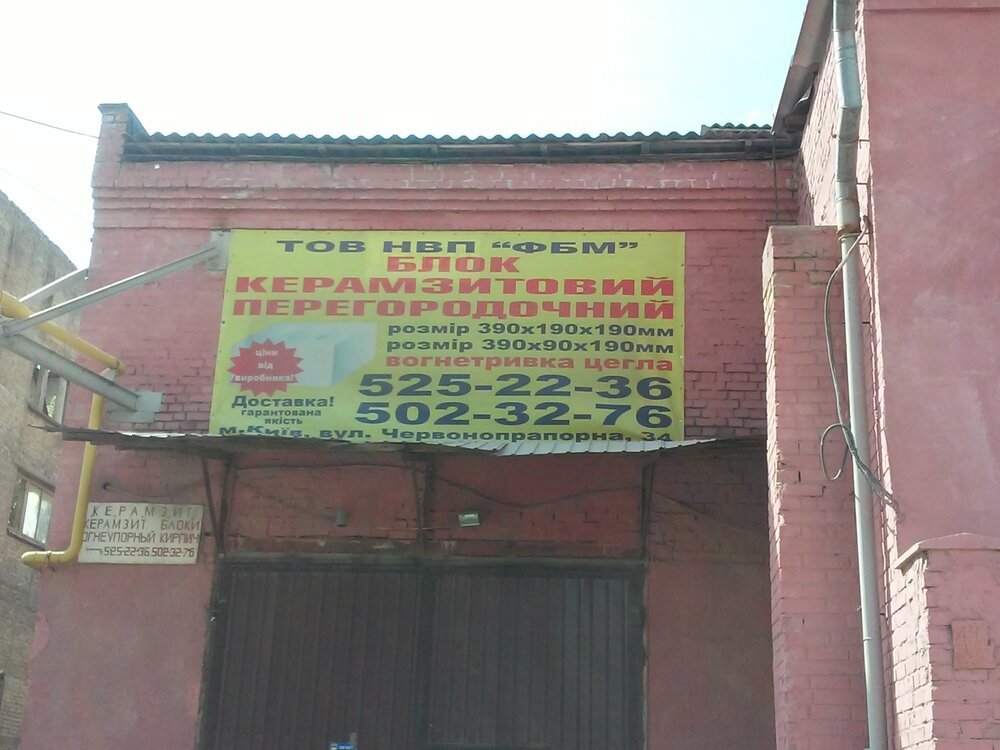 ТОВ НВП “ФБМ”
БЛОК
КЕРАМЗИТОВИЙ
ПЕРЕГОРОДОЧНИЙ
розмір 390х190х190мм
розмір 390х90х190мм
вогнетривка цегла
ціни
від
виробника!
525-22-36
502-32-76
Доставка!
гарантована
якість
м.Київ, вул. Червонопрапорна, 34
КЕРАМЗИТ
КЕРАМЗИТ БЛОКИ
ОГНЕУПОРНЫЙ КИРПИЧ
525-22-36 502-32-76